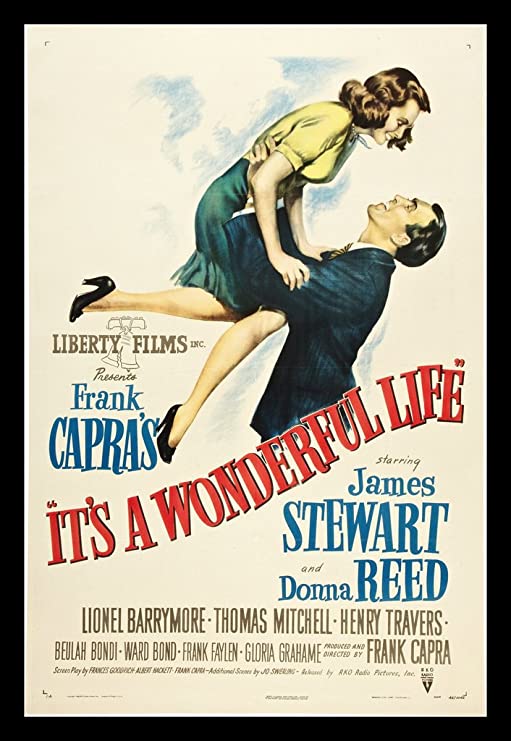 LIBERTY FILMS INC.
Presents
Frank
CAPRA'S
"IT'S A WONDERFUL LIFE"
starring
James
STEWART
and
Donna REED
LIONEL BARRYMORE · THOMAS MITCHELL · HENRY TRAVERS ·
BEULAH BONDI · WARD BOND · FRANK FAYLEN · GLORIA GRAHAME · PRODUCED AND DIRECTED BY FRANK CAPRA
Screen Play by FRANCES GOODRICH · ALBERT HACKETT · FRANK CAPRA – Additional Scenes by JO SWERLING – Released by RKO Radio Pictures, Inc.
RKO
RADIO